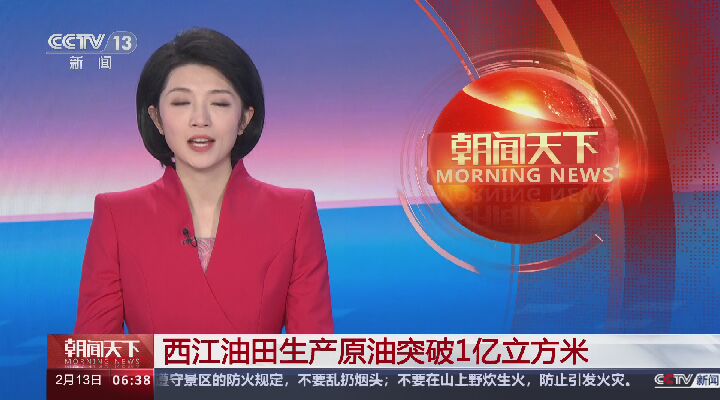 CCTV 13
新闻
朝闻天下
MORNING NEWS
朝闻天下
MORNING NEWS
西江油田生产原油突破1亿立方米
2月13日 06:38
遵守景区的防火规定，不要乱扔烟头；不要在山上野炊生火，防止引发火灾。
CCTV 新闻